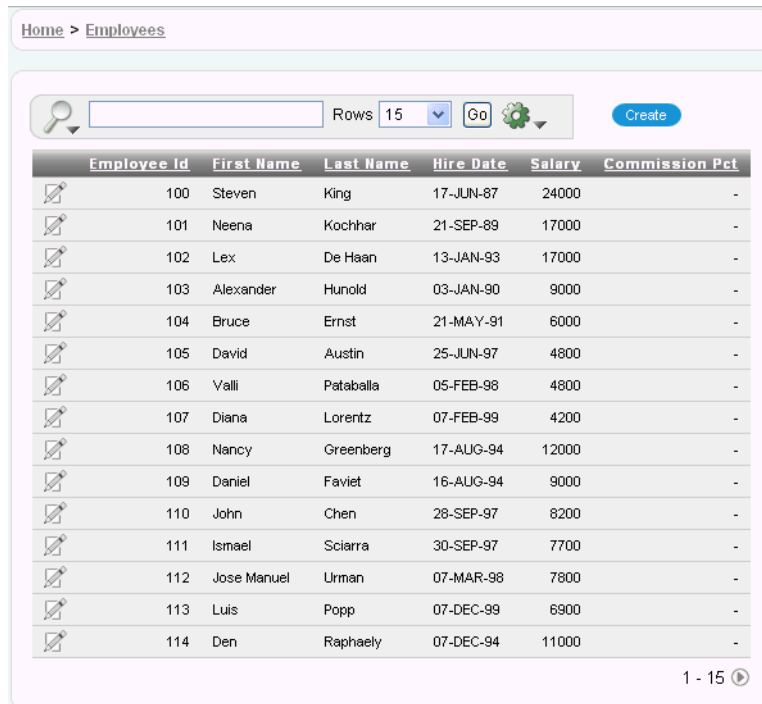 Home > Employees
Rows 15 Go Create
Employee Id First Name Last Name Hire Date Salary Commission Pct
100 Steven King 17-JUN-87 24000 -
101 Neena Kochhar 21-SEP-89 17000 -
102 Lex De Haan 13-JAN-93 17000 -
103 Alexander Hunold 03-JAN-90 9000 -
104 Bruce Ernst 21-MAY-91 6000 -
105 David Austin 25-JUN-97 4800 -
106 Valli Pataballa 05-FEB-98 4800 -
107 Diana Lorentz 07-FEB-99 4200 -
108 Nancy Greenberg 17-AUG-94 12000 -
109 Daniel Faviet 16-AUG-94 9000 -
110 John Chen 28-SEP-97 8200 -
111 Ismael Sciarra 30-SEP-97 7700 -
112 Jose Manuel Urman 07-MAR-98 7800 -
113 Luis Popp 07-DEC-99 6900 -
114 Den Raphaely 07-DEC-94 11000 -
1 - 15